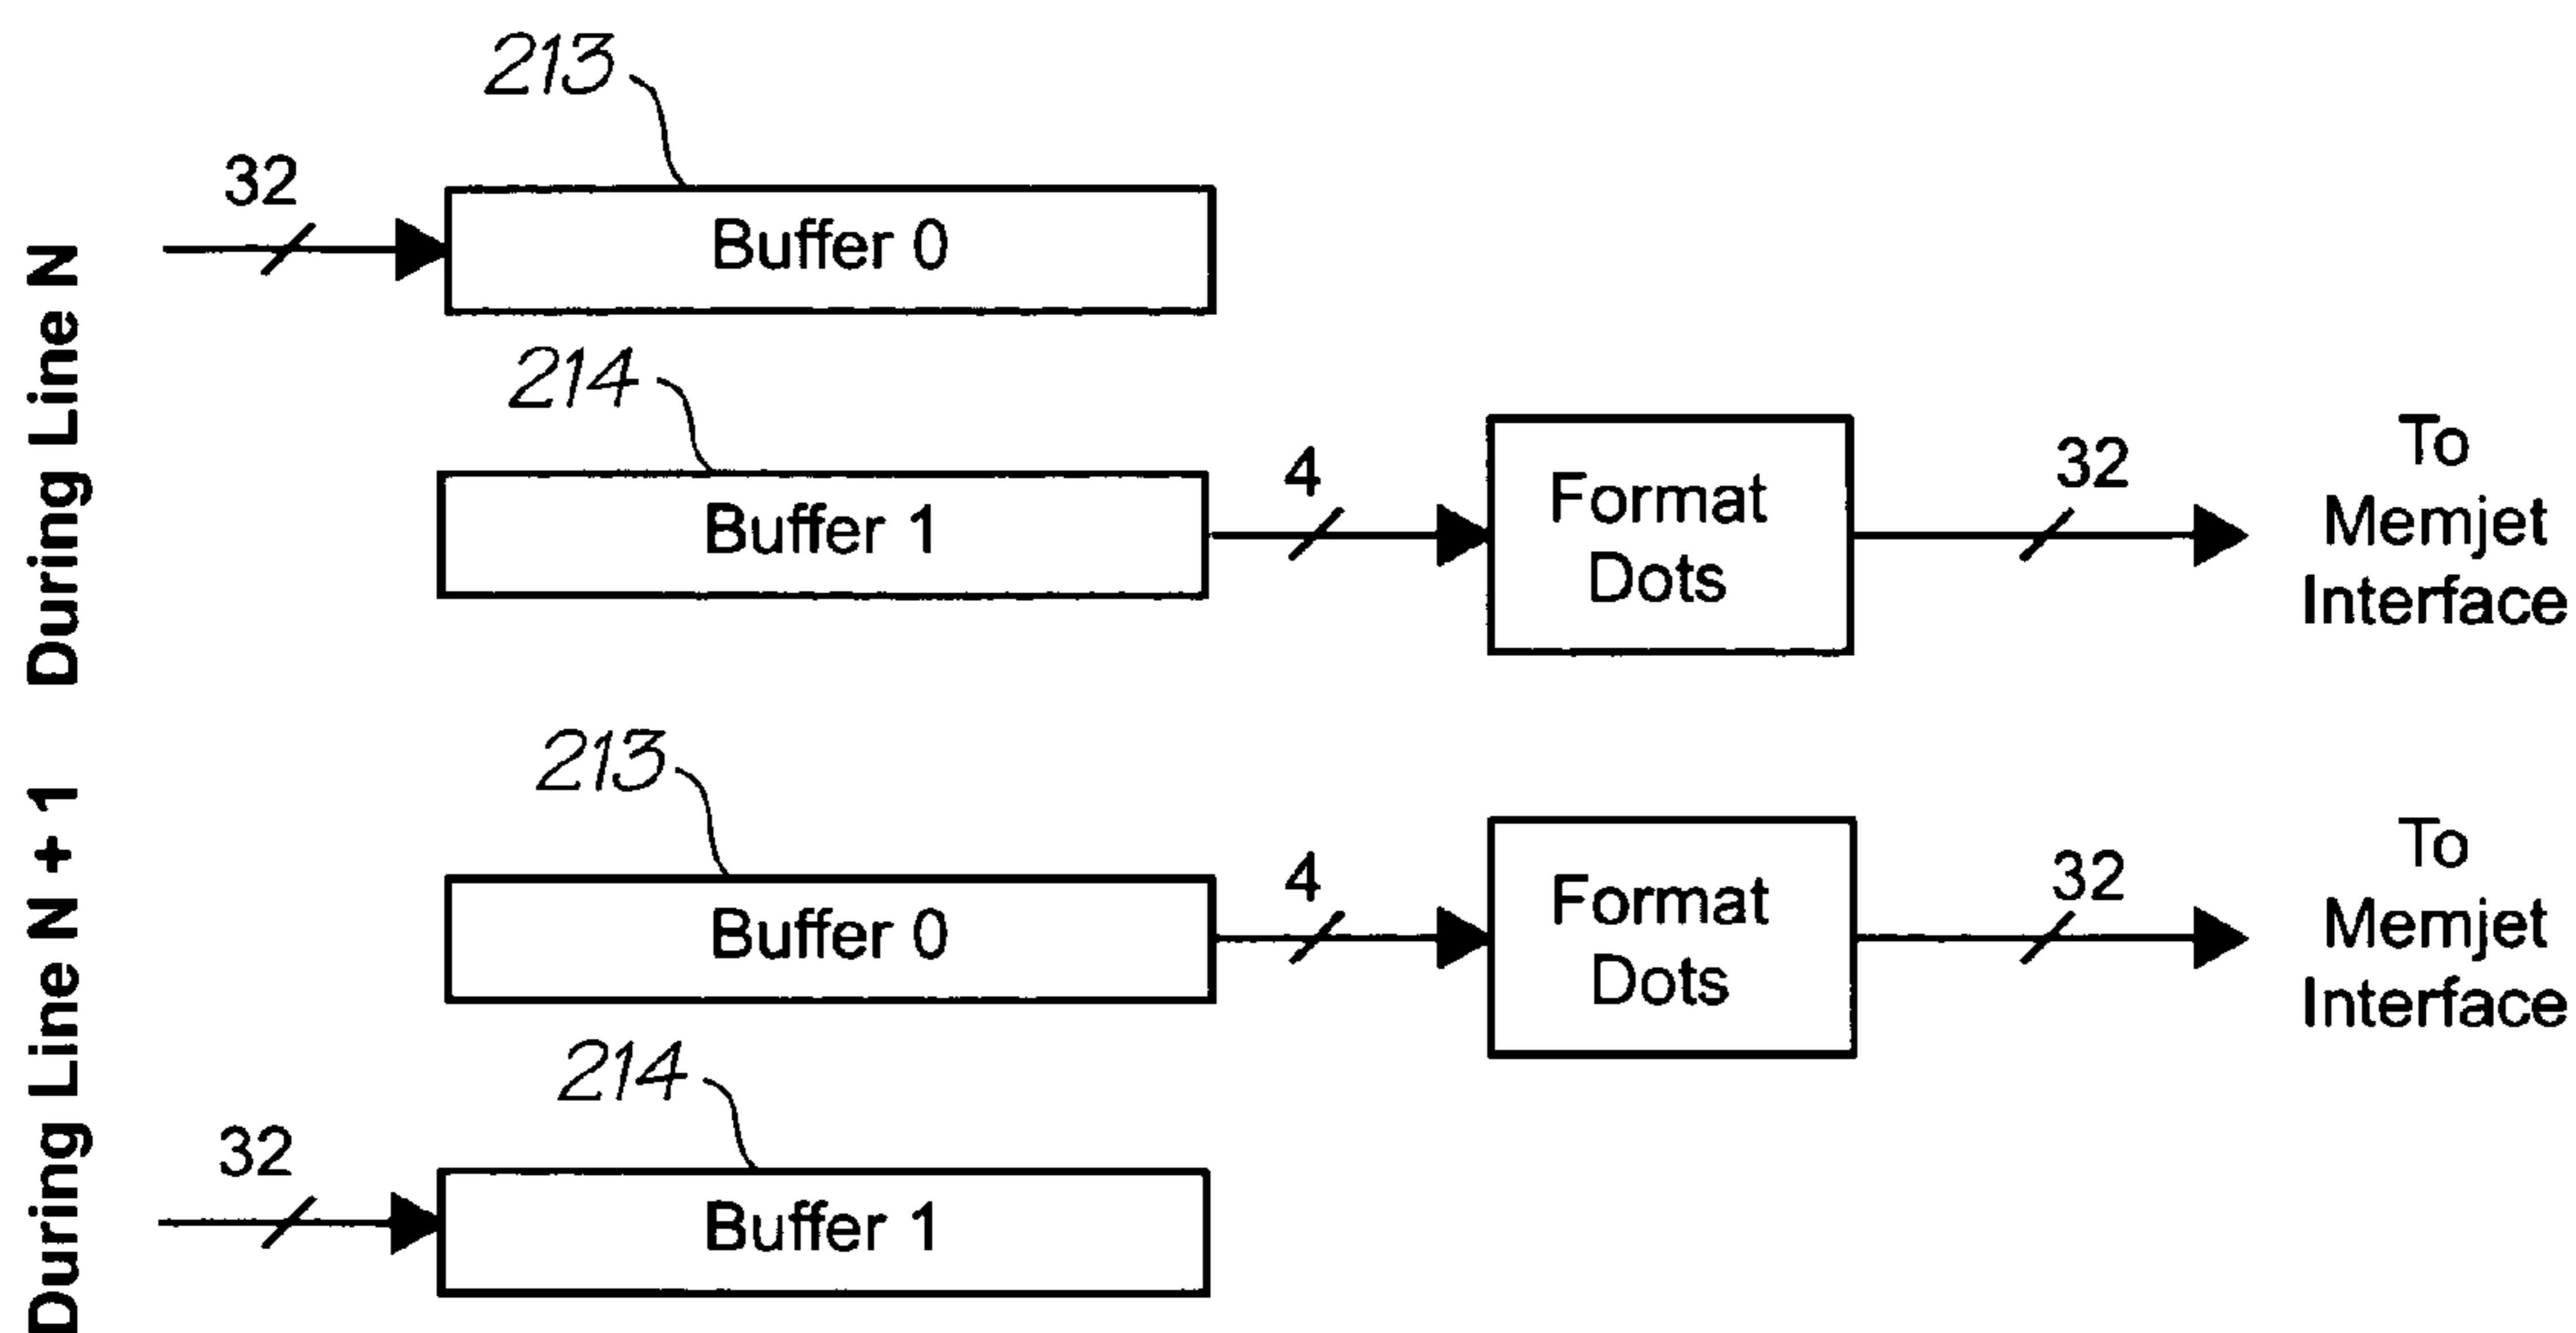 During Line N
213
32
Buffer 0
214
Buffer 1
4
Format
Dots
32
To
Memjet
Interface
During Line N + 1
213
Buffer 0
4
Format
Dots
32
To
Memjet
Interface
214
32
Buffer 1